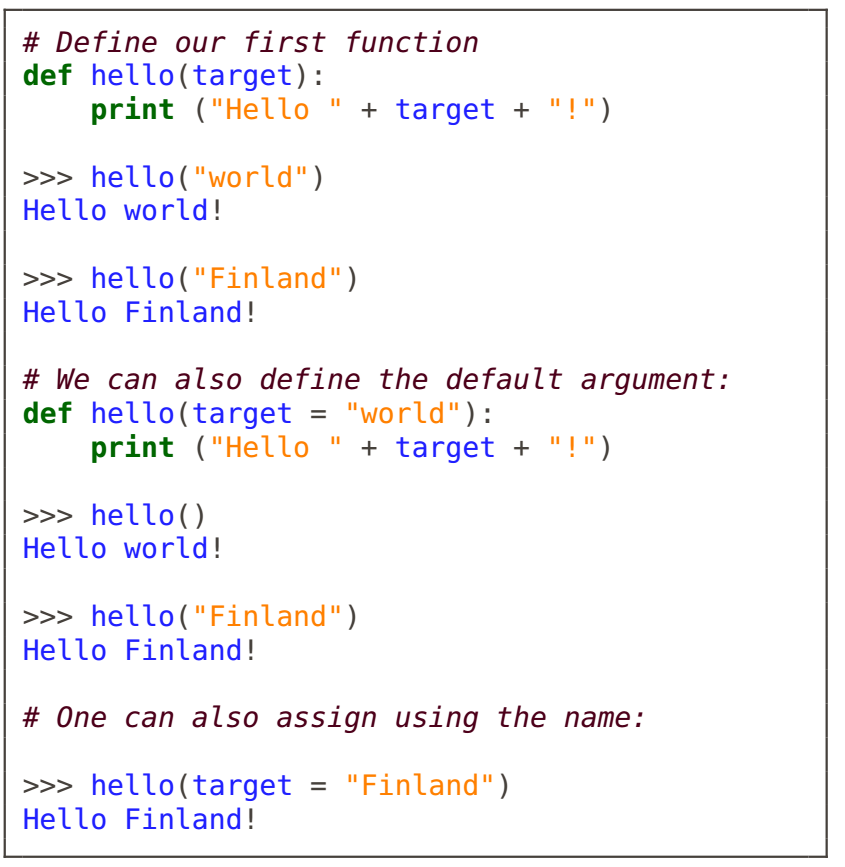 # Define our first function
def hello(target):
    print ("Hello " + target + "!")

>>> hello("world")
Hello world!

>>> hello("Finland")
Hello Finland!

# We can also define the default argument:
def hello(target = "world"):
    print ("Hello " + target + "!")

>>> hello()
Hello world!

>>> hello("Finland")
Hello Finland!

# One can also assign using the name:

>>> hello(target = "Finland")
Hello Finland!